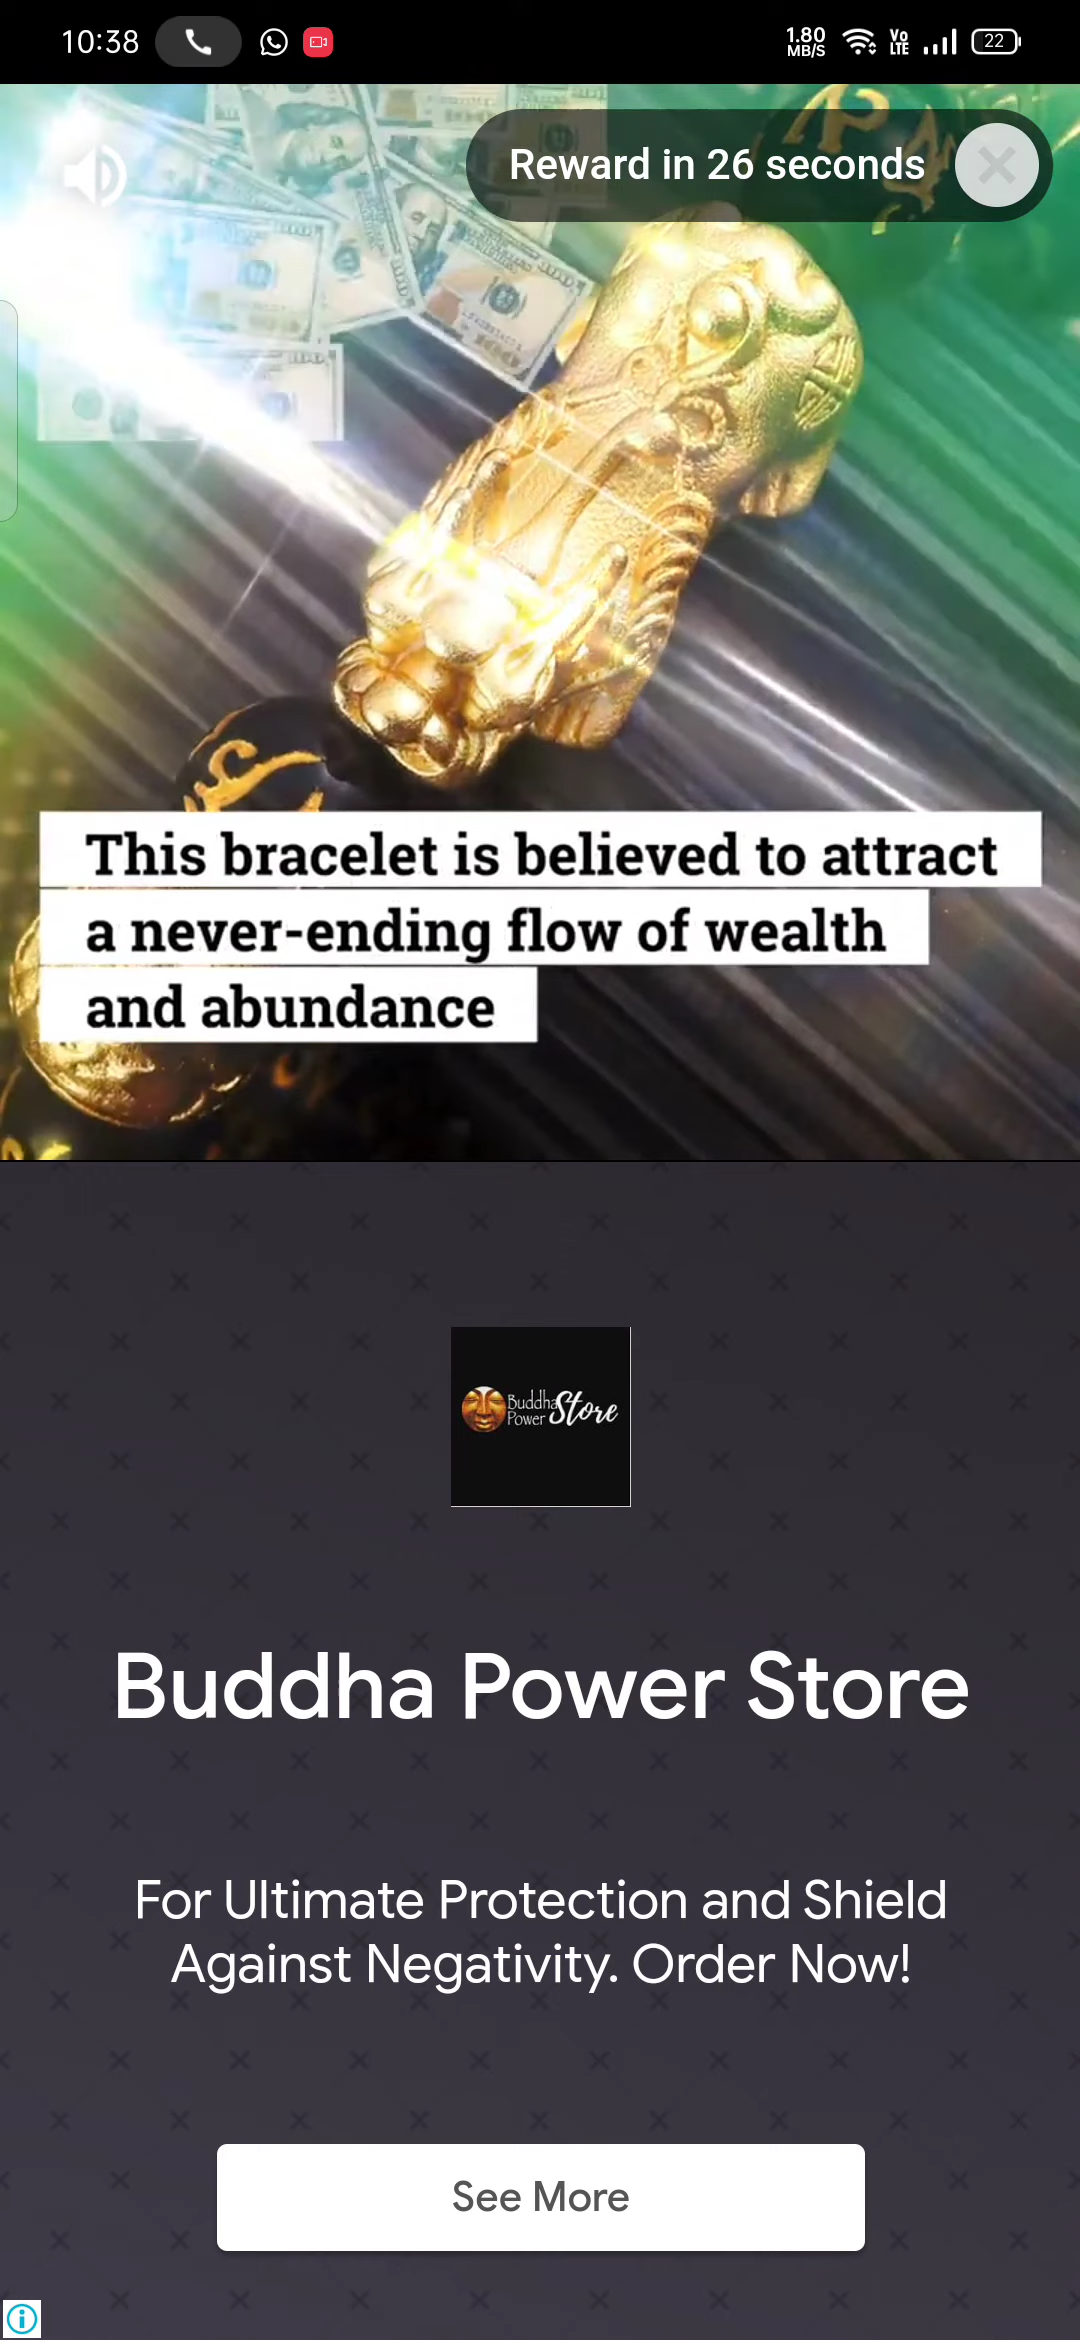 10:38
1.80
MB/S
Vo
LTE
22
Reward in 26 seconds
This bracelet is believed to attract
a never-ending flow of wealth
and abundance
Buddha
Power Store
Buddha Power Store
For Ultimate Protection and Shield
Against Negativity. Order Now!
See More